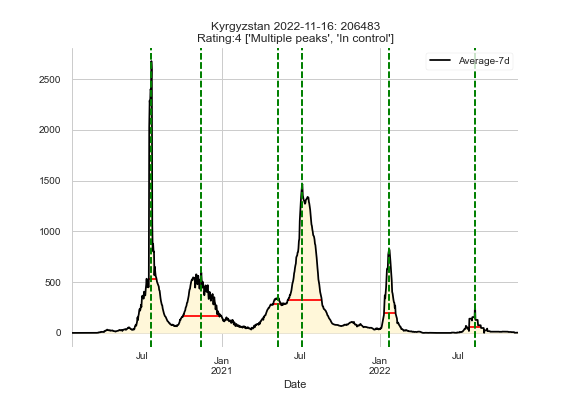 Kyrgyzstan 2022-11-16: 206483
Rating:4 ['Multiple peaks', 'In control']
Average-7d
2500
2000
1500
1000
500
0
Jul
Jan
2021
Jul
Jan
2022
Jul
Date